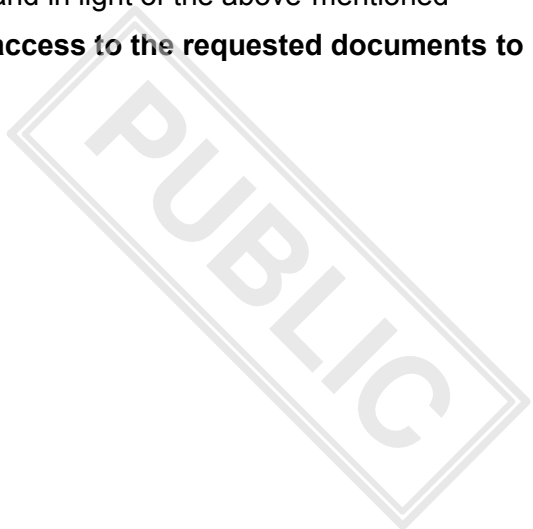 and in light of the above-mentioned
access to the requested documents to
PUBLIC